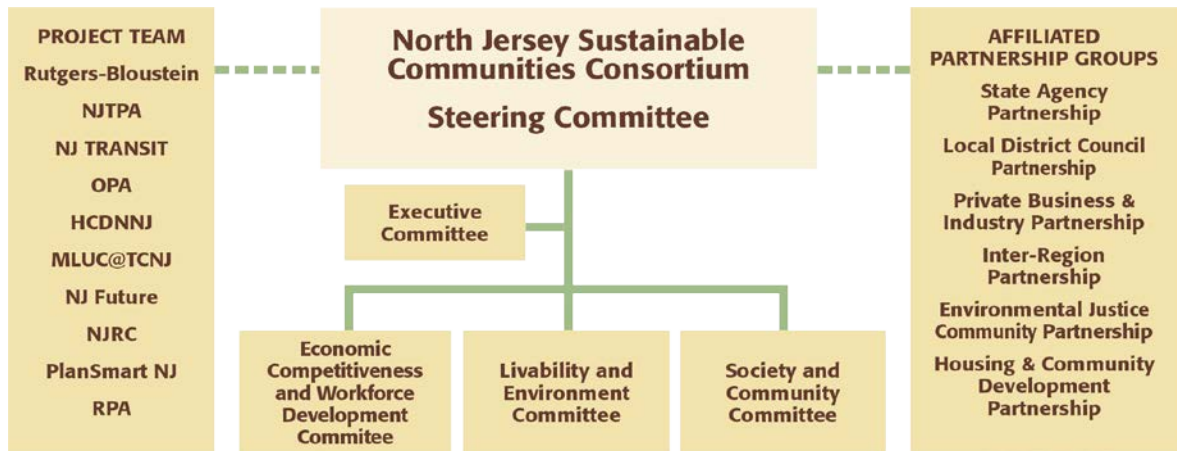 PROJECT TEAM
Rutgers-Bloustein
NJTPA
NJ TRANSIT
OPA
HCDNNJ
MLUC@TCNJ
NJ Future
NJRC
PlanSmart NJ
RPA
North Jersey Sustainable
Communities Consortium
Steering Committee
Executive
Committee
Economic
Competitiveness
and Workforce
Development
Commitee
Livability and
Environment
Committee
Society and
Community
Committee
AFFILIATED
PARTNERSHIP GROUPS
State Agency
Partnership
Local District Council
Partnership
Private Business &
Industry Partnership
Inter-Region
Partnership
Environmental Justice
Community Partnership
Housing & Community
Development
Partnership